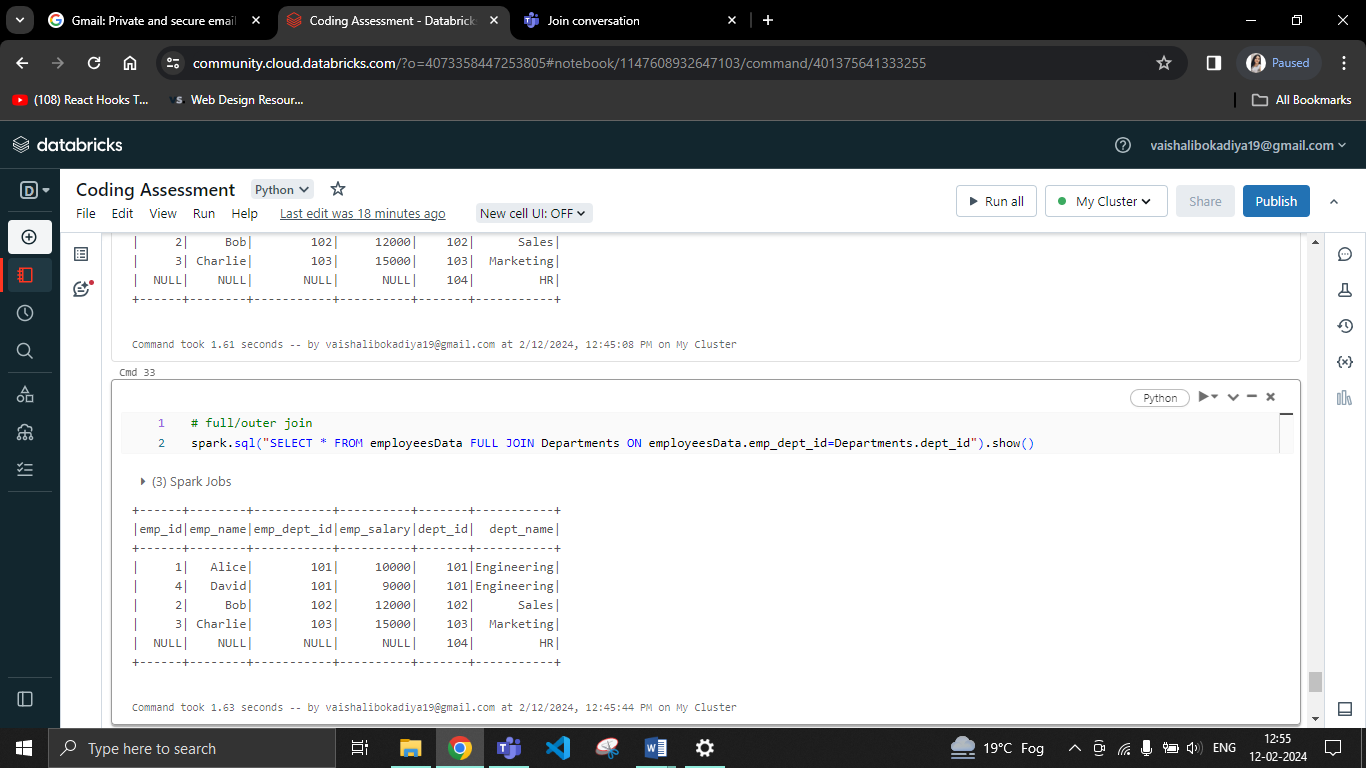 Gmail: Private and secure email
Coding Assessment - Databricks
Join conversation
community.cloud.databricks.com/?o=4073358447253805#notebook/1147608932647103/command/401375641333255
Paused
(108) React Hooks T...
VS Web Design Resour...
All Bookmarks
databricks
vaishalibokadiya19@gmail.com
D
Coding Assessment
Python
Run all
My Cluster
Share
Publish
File Edit View Run Help Last edit was 18 minutes ago New cell UI: OFF
|     2|     Bob|        102|     12000|    102|      Sales|
|     3| Charlie|        103|     15000|    103|  Marketing|
|  NULL|    NULL|       NULL|      NULL|    104|         HR|
+------+--------+-----------+----------+-------+-----------+
Command took 1.61 seconds -- by vaishalibokadiya19@gmail.com at 2/12/2024, 12:45:08 PM on My Cluster
Cmd 33
Python
1 # full/outer join
2 spark.sql("SELECT * FROM employeesData FULL JOIN Departments ON employeesData.emp_dept_id=Departments.dept_id").show()
(3) Spark Jobs
+------+--------+-----------+----------+-------+-----------+
|emp_id|emp_name|emp_dept_id|emp_salary|dept_id|  dept_name|
+------+--------+-----------+----------+-------+-----------+
|     1|   Alice|        101|     10000|    101|Engineering|
|     4|   David|        101|      9000|    101|Engineering|
|     2|     Bob|        102|     12000|    102|      Sales|
|     3| Charlie|        103|     15000|    103|  Marketing|
|  NULL|    NULL|       NULL|      NULL|    104|         HR|
+------+--------+-----------+----------+-------+-----------+
Command took 1.63 seconds -- by vaishalibokadiya19@gmail.com at 2/12/2024, 12:45:44 PM on My Cluster
Type here to search
19°C Fog
ENG
12:55
12-02-2024